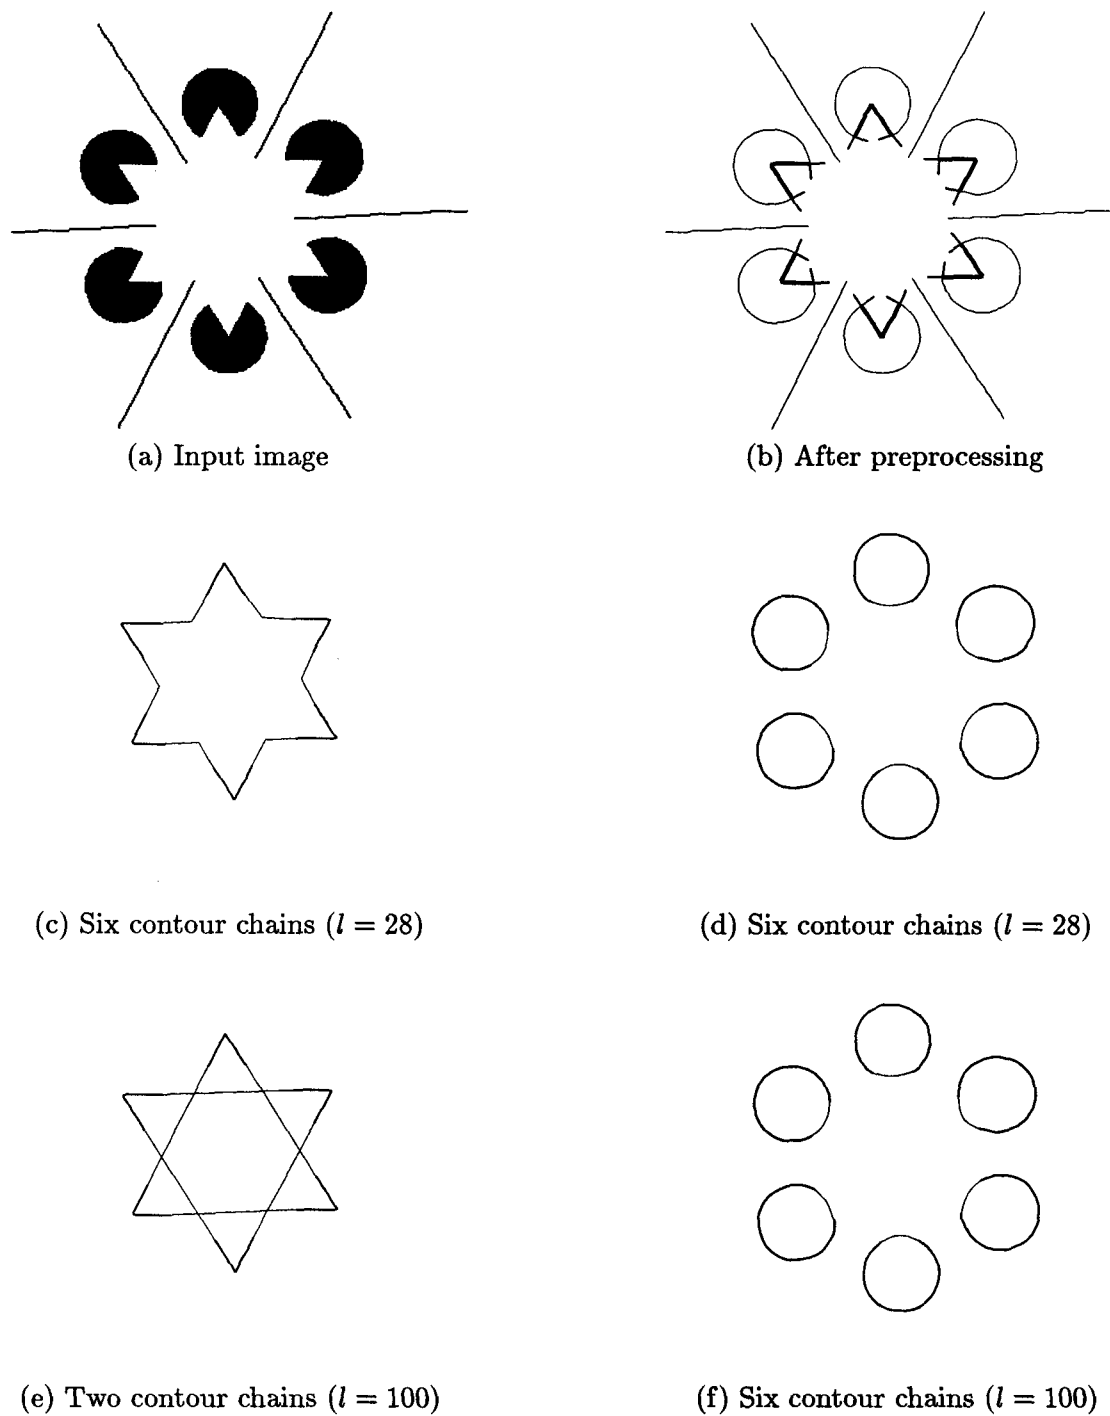 (a) Input image
(b) After preprocessing
(c) Six contour chains (l = 28)
(d) Six contour chains (l = 28)
(e) Two contour chains (l = 100)
(f) Six contour chains (l = 100)